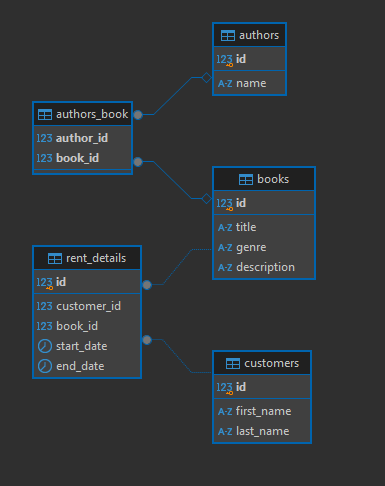 authors
123 id
A-Z name
authors_book
123 author_id
123 book_id
books
123 id
A-Z title
A-Z genre
A-Z description
rent_details
123 id
123 customer_id
123 book_id
start_date
end_date
customers
123 id
A-Z first_name
A-Z last_name